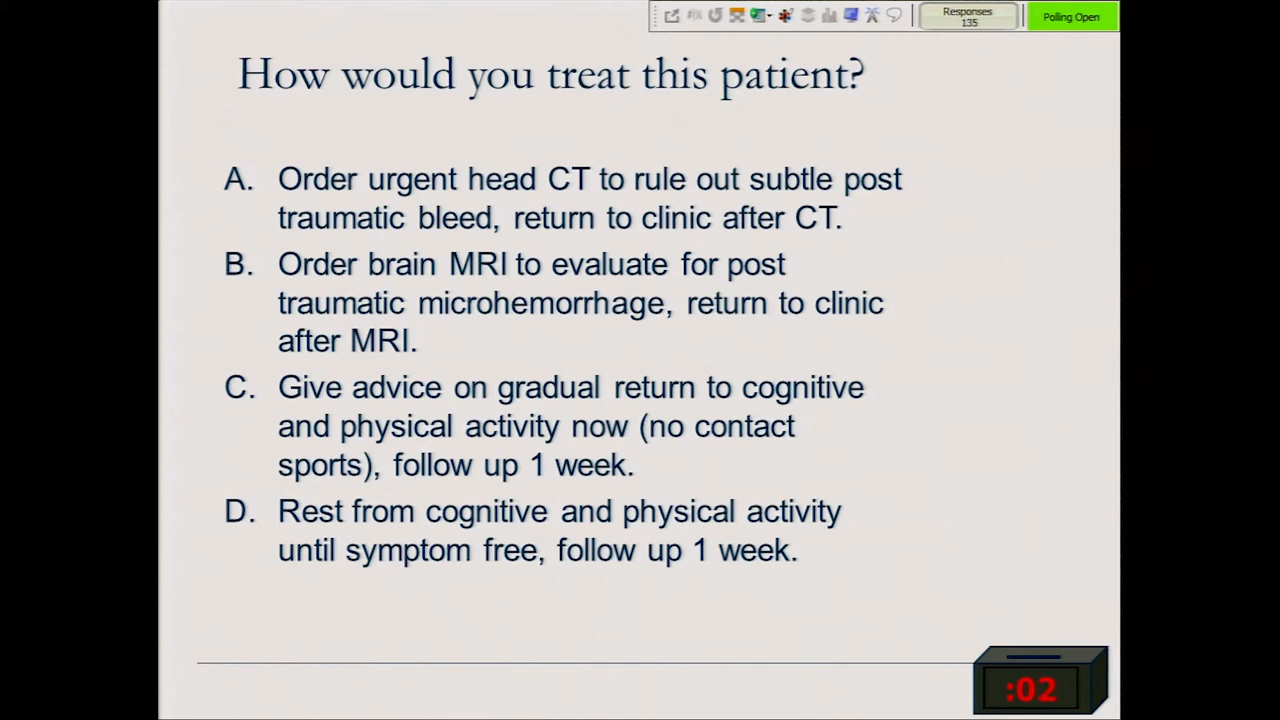 Responses
135
Polling Open
How would you treat this patient?
A. Order urgent head CT to rule out subtle post
traumatic bleed, return to clinic after CT.
B. Order brain MRI to evaluate for post
traumatic microhemorrhage, return to clinic
after MRI.
C. Give advice on gradual return to cognitive
and physical activity now (no contact
sports), follow up 1 week.
D. Rest from cognitive and physical activity
until symptom free, follow up 1 week.
:02